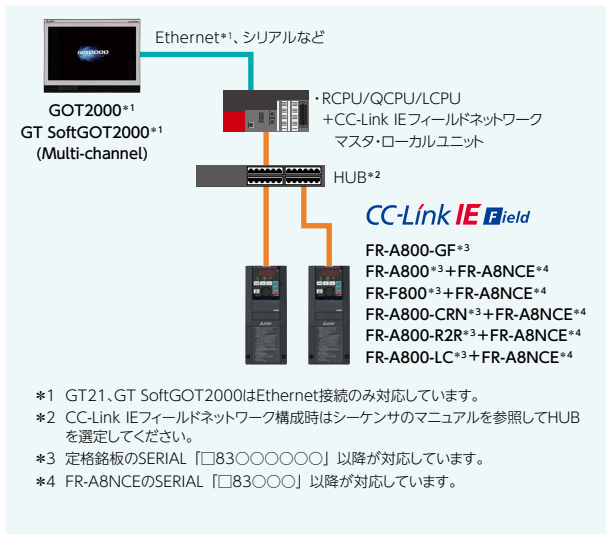 Ethernet*1、シリアルなど
GOT2000
GOT2000*1
GT SoftGOT2000*1
(Multi-channel)
・RCPU/QCPU/LCPU
＋CC-Link IEフィールドネットワーク
マスタ・ローカルユニット
HUB*2
CC-Link IE Field
FR-A800-GF*3
FR-A800*3+FR-A8NCE*4
FR-F800*3+FR-A8NCE*4
FR-A800-CRN*3+FR-A8NCE*4
FR-A800-R2R*3+FR-A8NCE*4
FR-A800-LC*3+FR-A8NCE*4
*1 GT21、GT SoftGOT2000はEthernet接続のみ対応しています。
*2 CC-Link IEフィールドネットワーク構成時はシーケンサのマニュアルを参照してHUB
を選定してください。
*3 定格銘板のSERIAL「□83○○○○○○」以降が対応しています。
*4 FR-A8NCEのSERIAL「□83○○○」以降が対応しています。